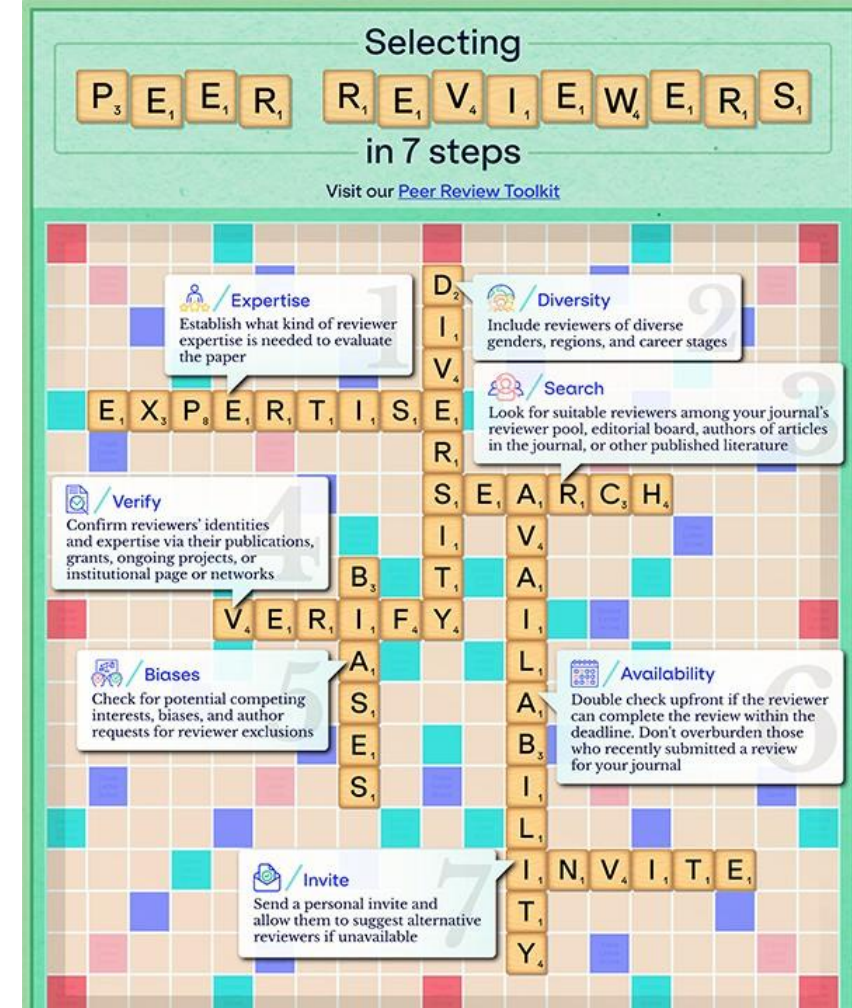 Selecting
PEER REVIEWERS
in 7 steps
Visit our Peer Review Toolkit
1
Expertise
Establish what kind of reviewer
expertise is needed to evaluate
the paper
2
Diversity
Include reviewers of diverse
genders, regions, and career stages
3
Search
Look for suitable reviewers among your journal's
reviewer pool, editorial board, authors of articles
in the journal, or other published literature
DIVERSITY
EXPERTISE
SEARCH
4
Verify
Confirm reviewers' identities
and expertise via their publications,
grants, ongoing projects, or
institutional page or networks
AVAILABILITY
BIASES
VERIFY
5
Biases
Check for potential competing
interests, biases, and author
requests for reviewer exclusions
6
Availability
Double check upfront if the reviewer
can complete the review within the
deadline. Don't overburden those
who recently submitted a review
for your journal
7
Invite
Send a personal invite and
allow them to suggest alternative
reviewers if unavailable
INVITE